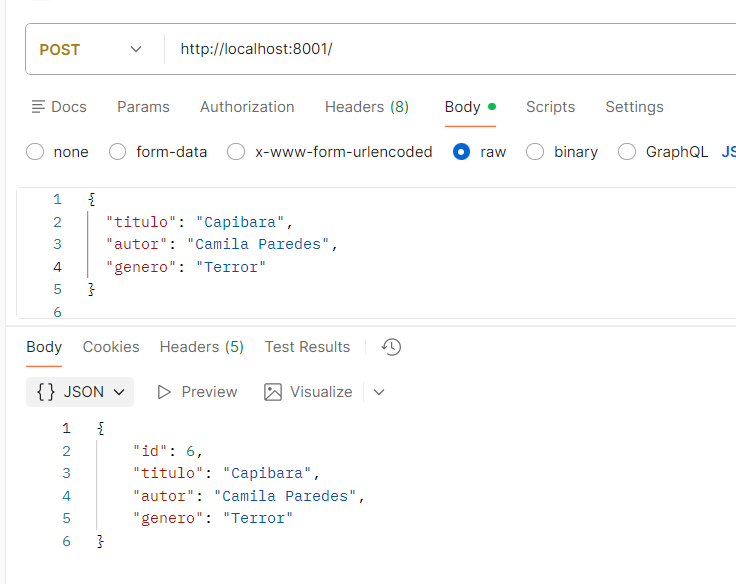 POST http://localhost:8001/
Docs Params Authorization Headers (8) Body Scripts Settings
none form-data x-www-form-urlencoded raw binary GraphQL JS
1 {
2 "titulo": "Capibara",
3 "autor": "Camila Paredes",
4 "genero": "Terror"
5 }
6
Body Cookies Headers (5) Test Results
{} JSON Preview Visualize
1 {
2 "id": 6,
3 "titulo": "Capibara",
4 "autor": "Camila Paredes",
5 "genero": "Terror"
6 }